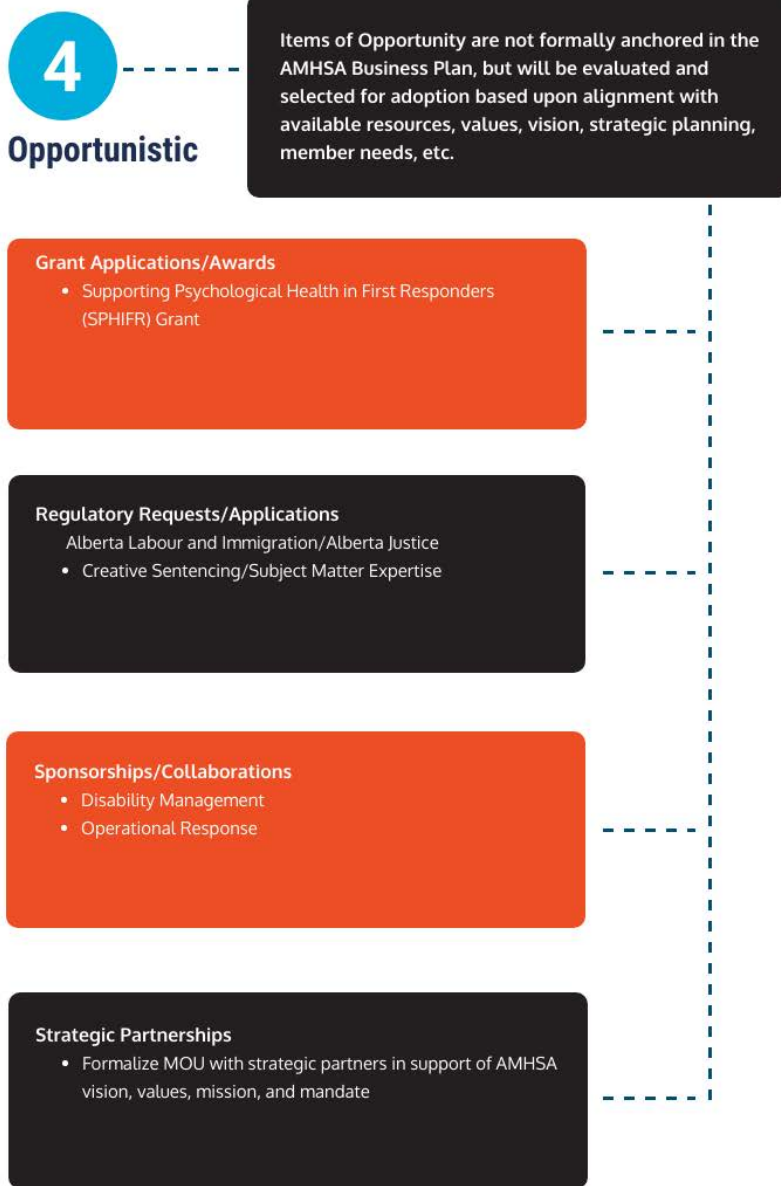 4
Opportunistic
Items of Opportunity are not formally anchored in the
AMHSA Business Plan, but will be evaluated and
selected for adoption based upon alignment with
available resources, values, vision, strategic planning,
member needs, etc.
Grant Applications/Awards
• Supporting Psychological Health in First Responders
(SPHIFR) Grant
Regulatory Requests/Applications
Alberta Labour and Immigration/Alberta Justice
• Creative Sentencing/Subject Matter Expertise
Sponsorships/Collaborations
• Disability Management
• Operational Response
Strategic Partnerships
• Formalize MOU with strategic partners in support of AMHSA
vision, values, mission, and mandate